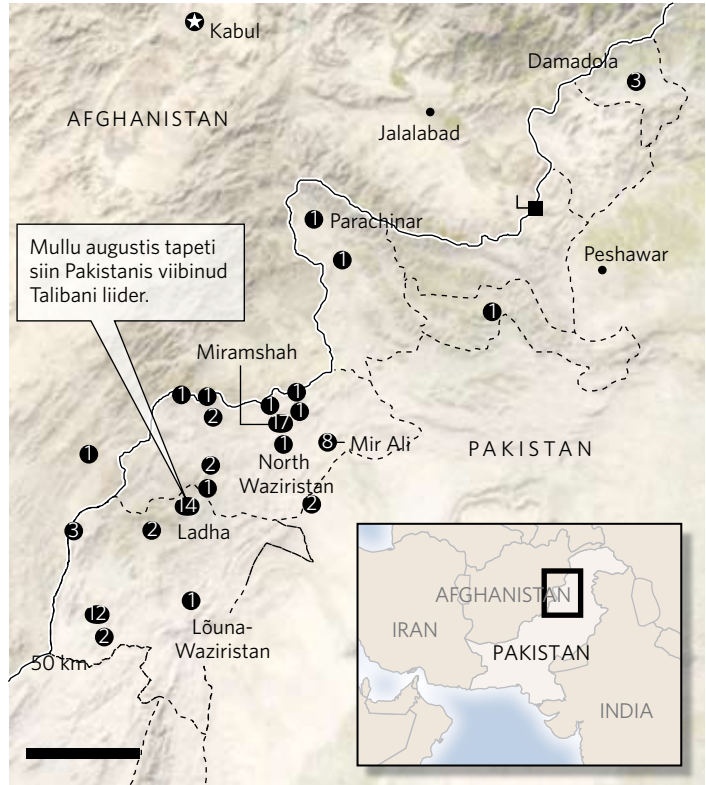 Kabul
Damadola
3
AFGHANISTAN
Jalalabad
L
1 Parachinar
Mullu augustis tapeti
siin Pakistanis viibinud
Talibani liider.
Peshawar
1
1
Miramshah
1
1
1
1
2
1
17
1
8
Mir Ali
PAKISTAN
1
North
Waziristan
2
1
14
2
Ladha
3
2
1
12
2
Lõuna-
Waziristan
50 km
AFGHANISTAN
IRAN
PAKISTAN
INDIA